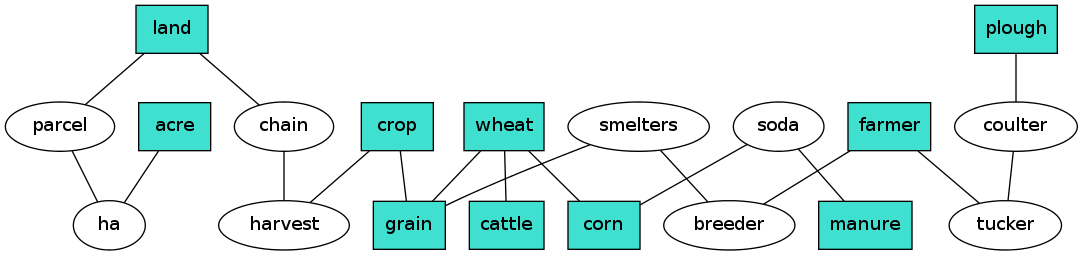 land
plough
parcel
acre
chain
crop
wheat
smelters
soda
farmer
coulter
ha
harvest
grain
cattle
corn
breeder
manure
tucker